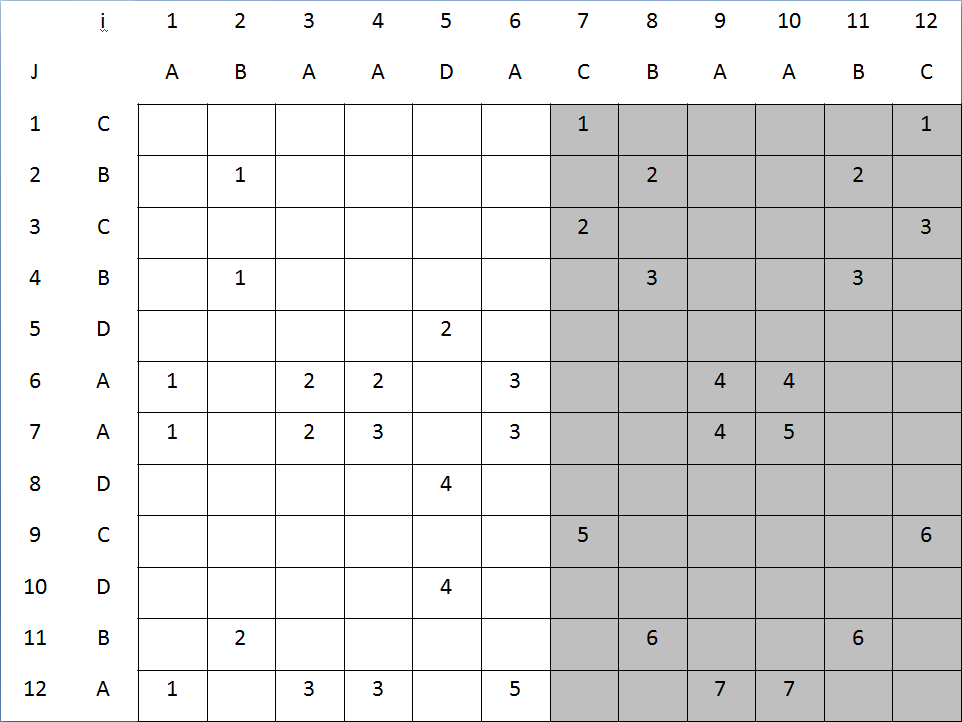 i 1 2 3 4 5 6 7 8 9 10 11 12
J A B A A D A C B A A B C
1 C 1 1
2 B 1 2 2
3 C 2 3
4 B 1 3 3
5 D 2
6 A 1 2 2 3 4 4
7 A 1 2 3 3 4 5
8 D 4
9 C 5 6
10 D 4
11 B 2 6 6
12 A 1 3 3 5 7 7